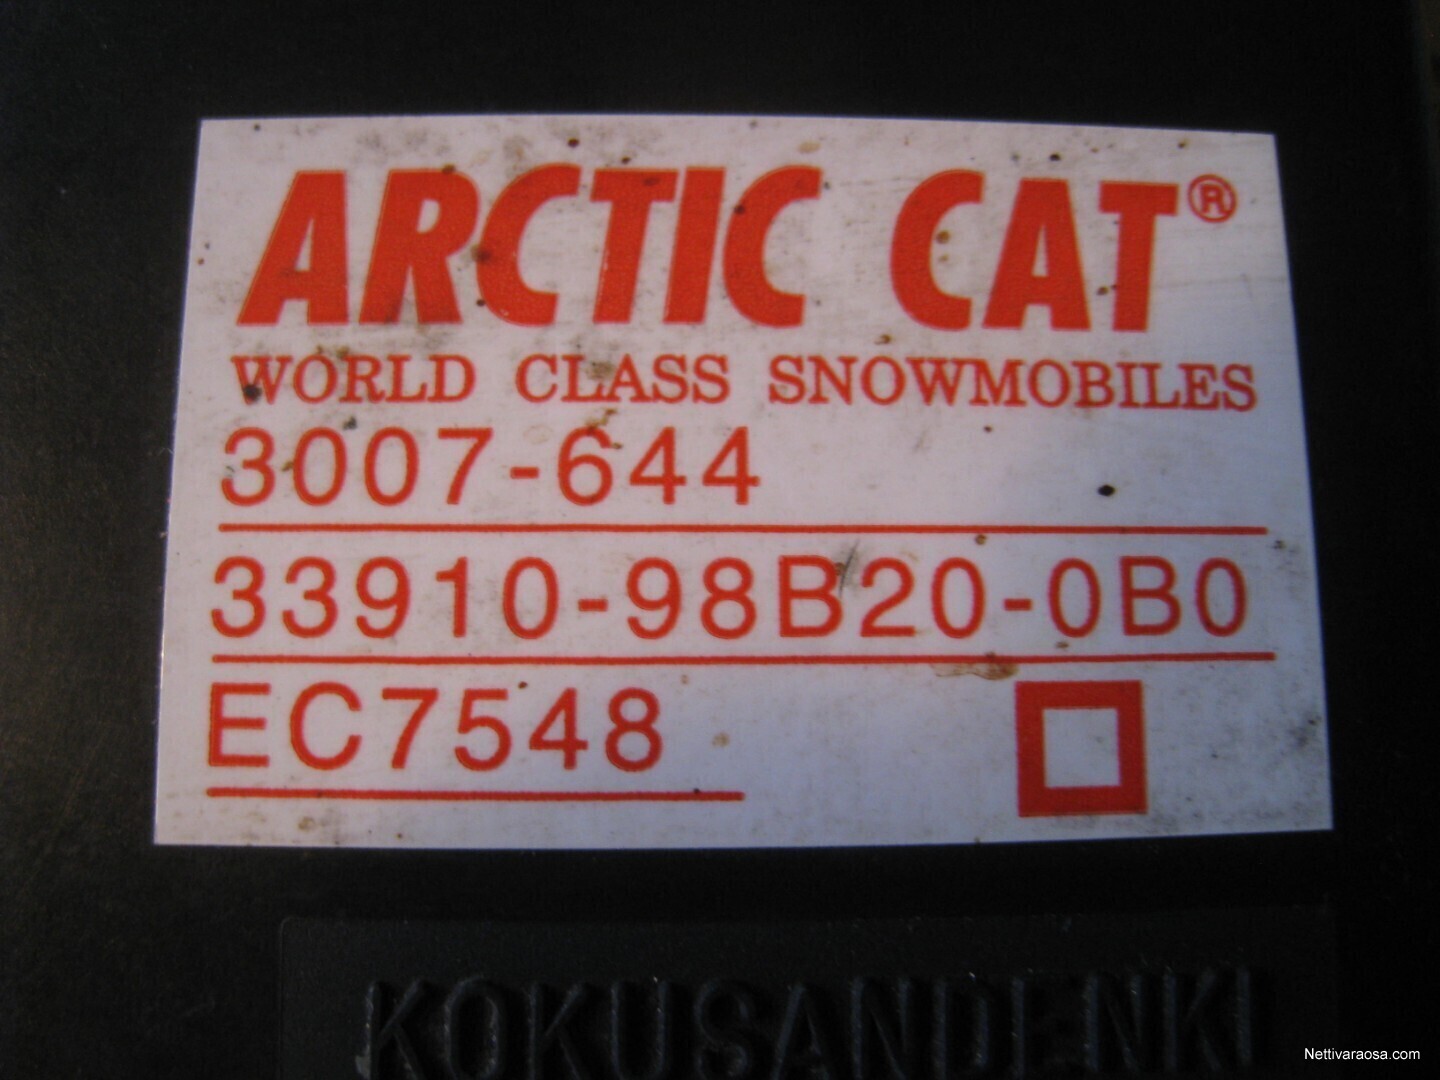 ARCTIC CAT®
WORLD CLASS SNOWMOBILES
3007-644
33910-98B20-0B0
EC7548
KOKUSANDENKI
Nettivaraosa.com